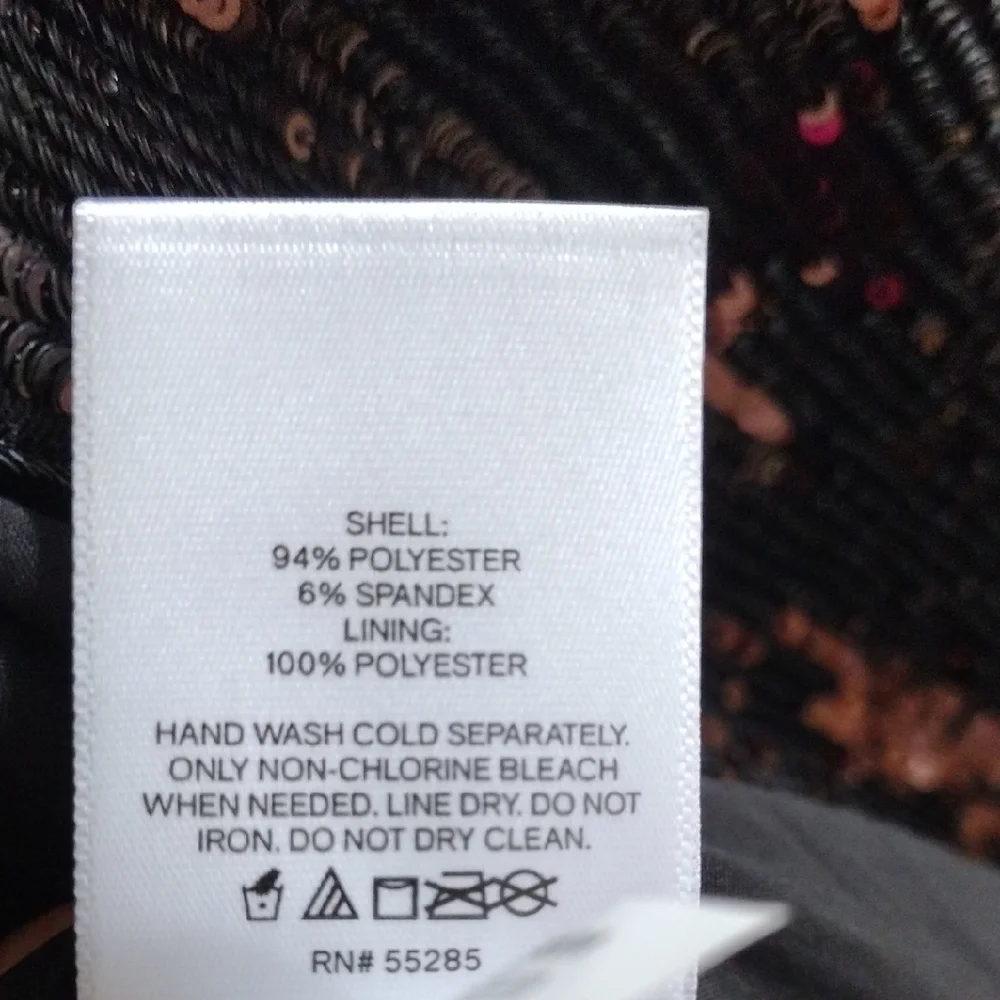 SHELL:
94% POLYESTER
6% SPANDEX
LINING:
100% POLYESTER
HAND WASH COLD SEPARATELY.
ONLY NON-CHLORINE BLEACH
WHEN NEEDED. LINE DRY. DO NOT
IRON. DO NOT DRY CLEAN.
RN# 55285